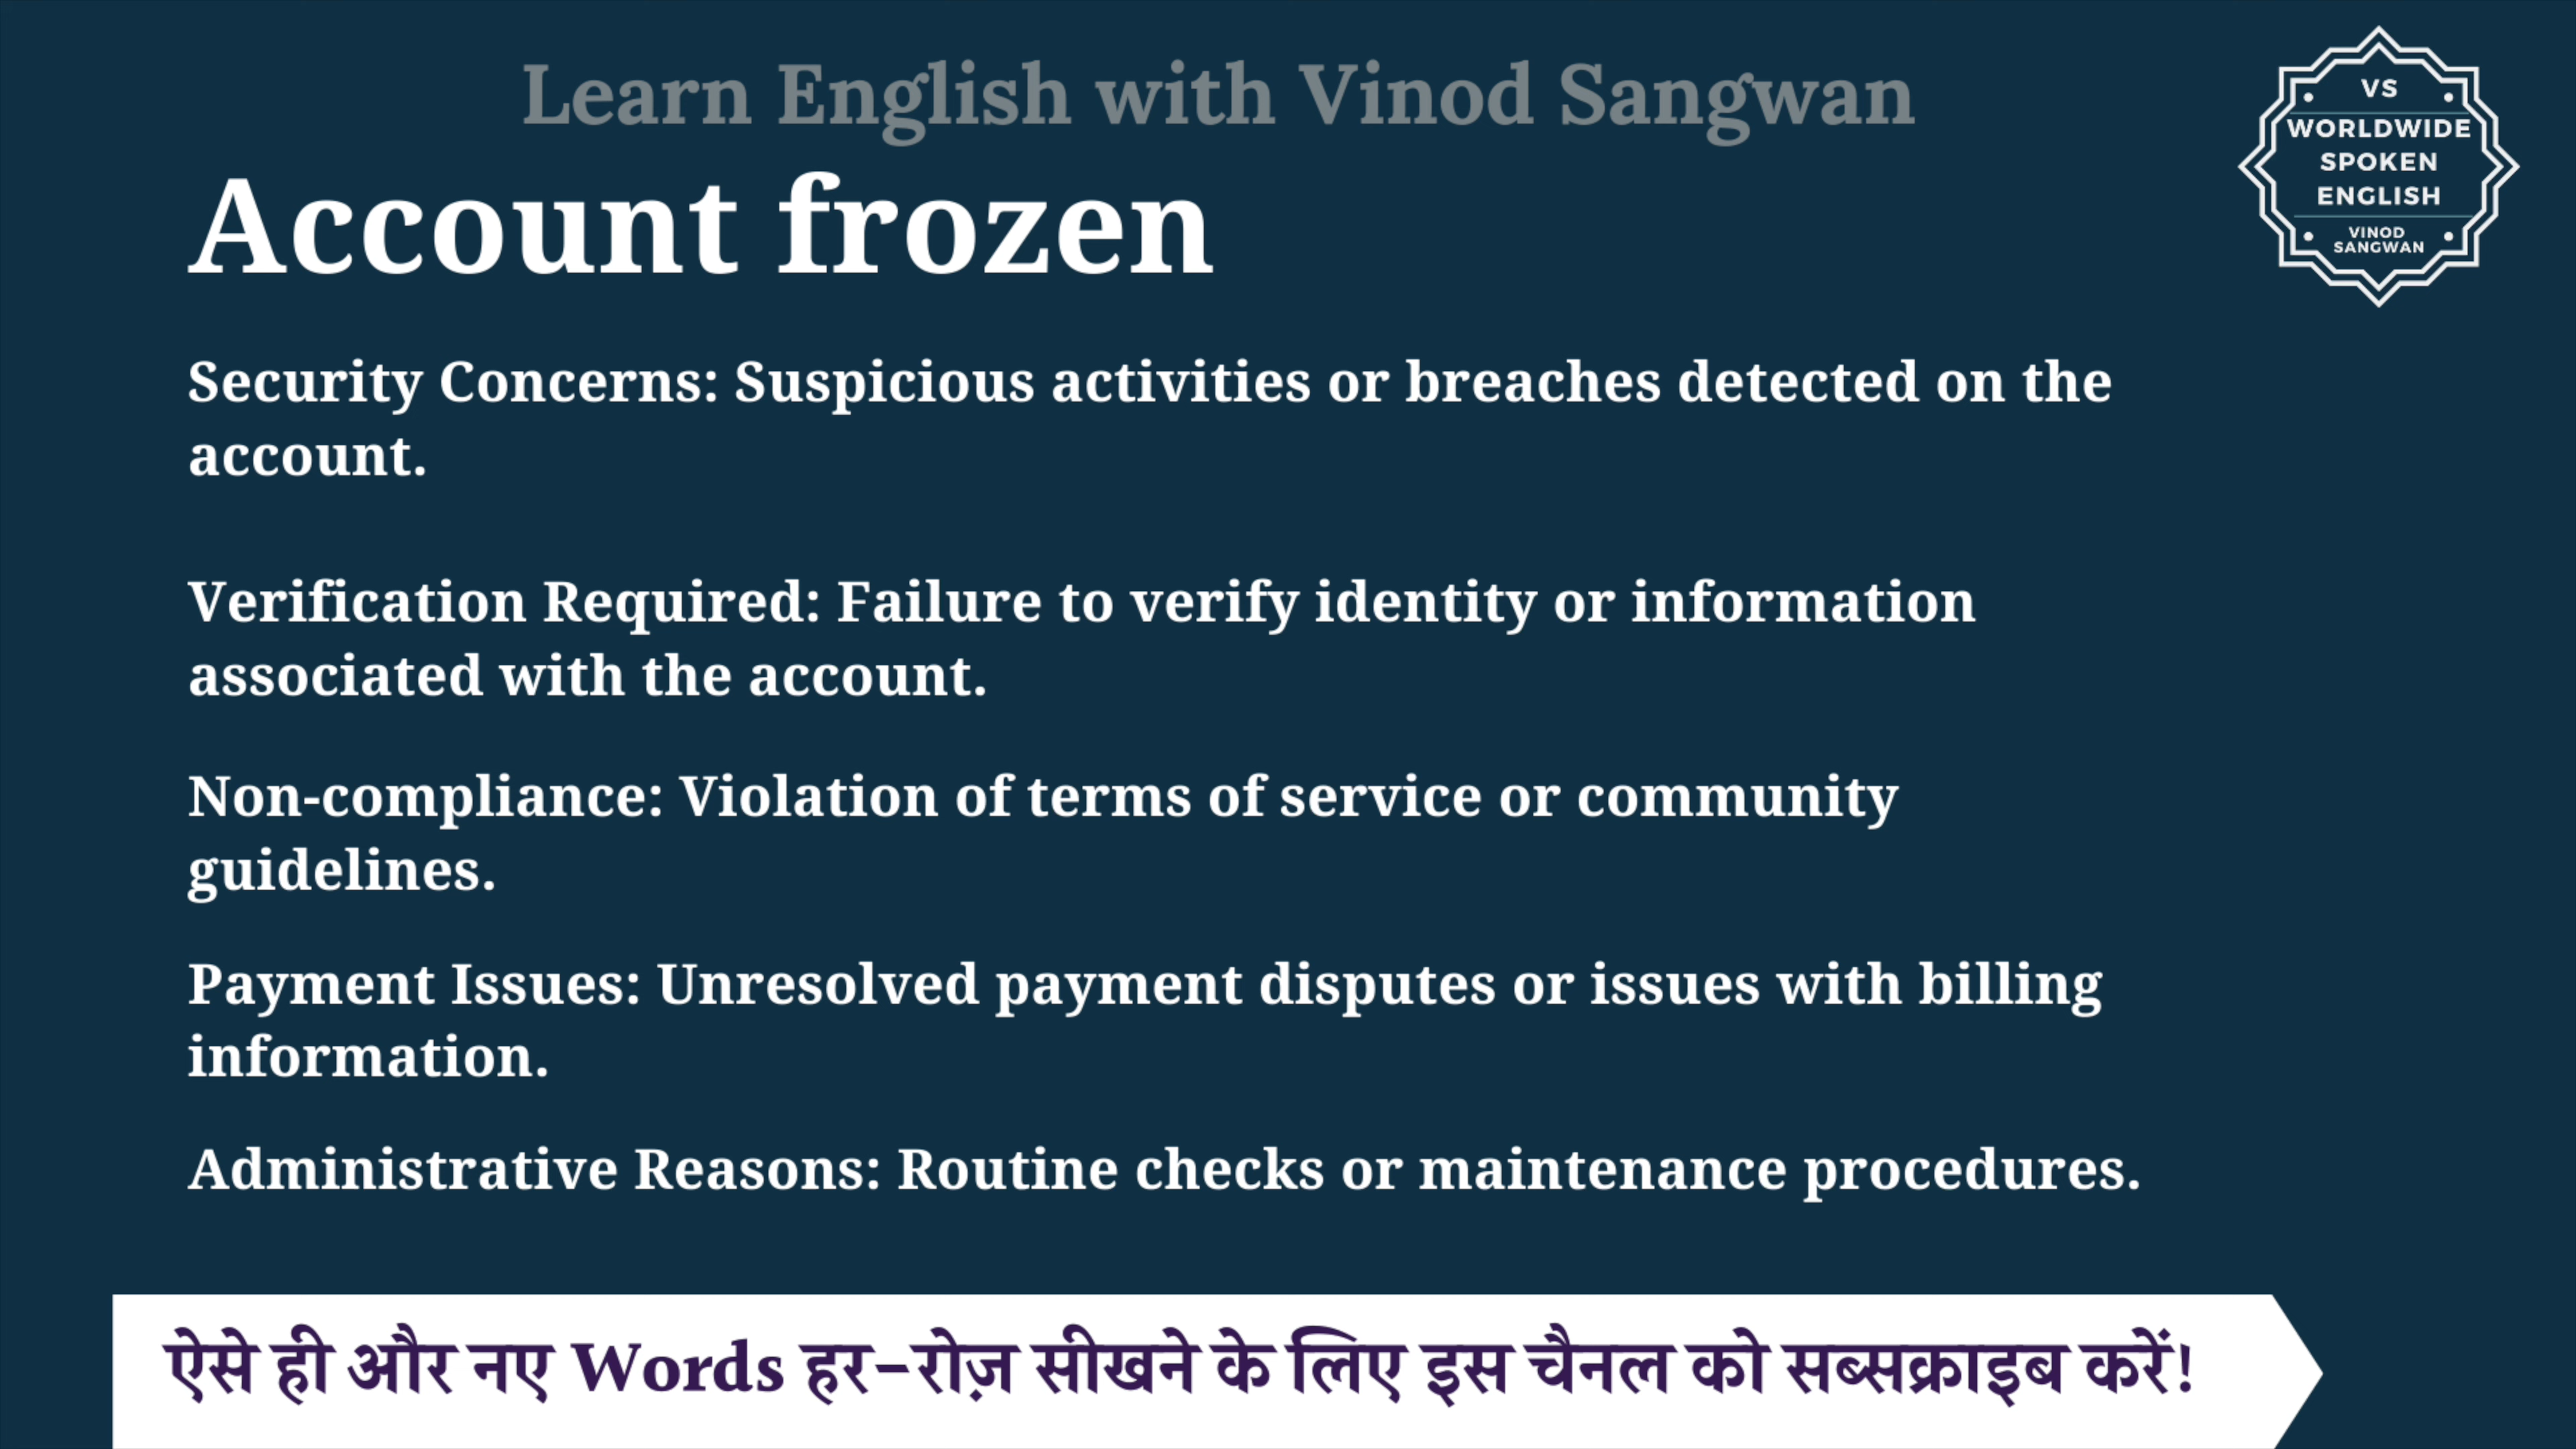 Learn English with Vinod Sangwan
VS
WORLDWIDE
SPOKEN
ENGLISH
VINOD
SANGWAN
Account frozen
Security Concerns: Suspicious activities or breaches detected on the
account.
Verification Required: Failure to verify identity or information
associated with the account.
Non-compliance: Violation of terms of service or community
guidelines.
Payment Issues: Unresolved payment disputes or issues with billing
information.
Administrative Reasons: Routine checks or maintenance procedures.
ऐसे ही और नए Words हर-रोज़ सीखने के लिए इस चैनल को सब्सक्राइब करें!